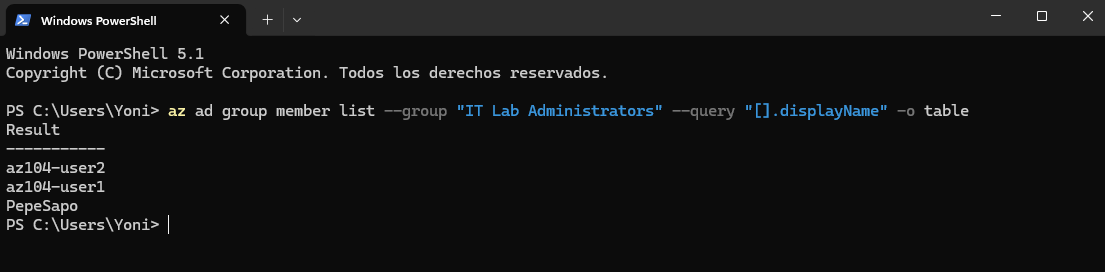 Windows PowerShell
Windows PowerShell 5.1
Copyright (C) Microsoft Corporation. Todos los derechos reservados.
PS C:\Users\Yoni> az ad group member list --group "IT Lab Administrators" --query "[].displayName" -o table
Result
-----------
az104-user2
az104-user1
PepeSapo
PS C:\Users\Yoni>